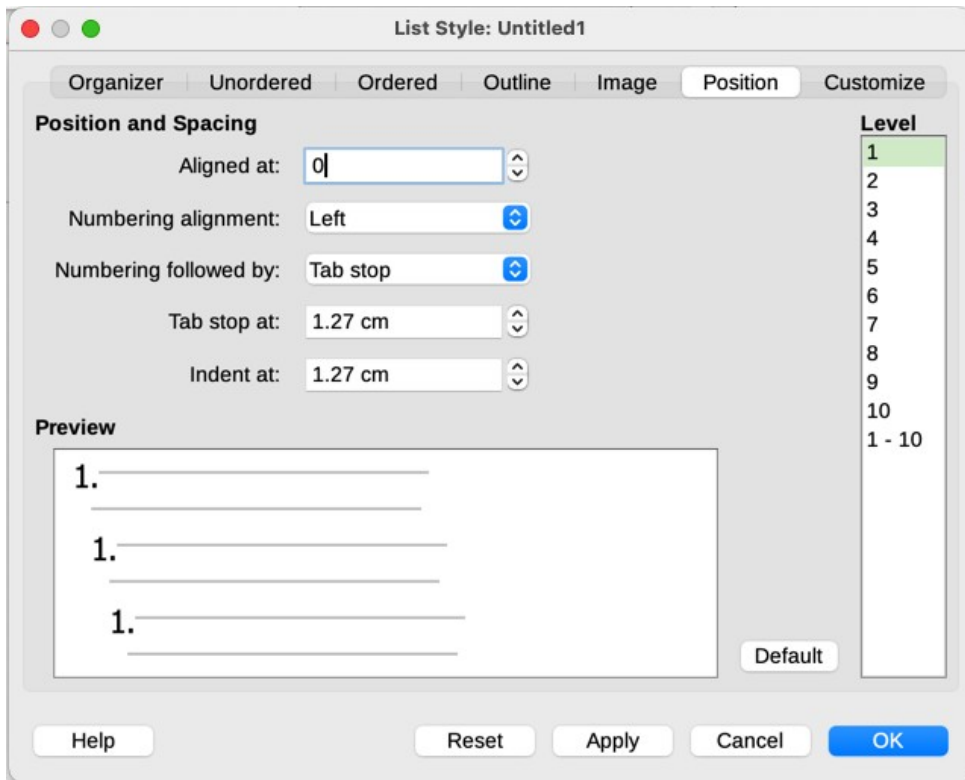 List Style: Untitled1
Organizer Unordered Ordered Outline Image Position Customize
Position and Spacing
Level
Aligned at: 0
Numbering alignment: Left
Numbering followed by: Tab stop
Tab stop at: 1.27 cm
Indent at: 1.27 cm
1
2
3
4
5
6
7
8
9
10
1 - 10
Preview
1.
1.
1.
Default
Help Reset Apply Cancel OK